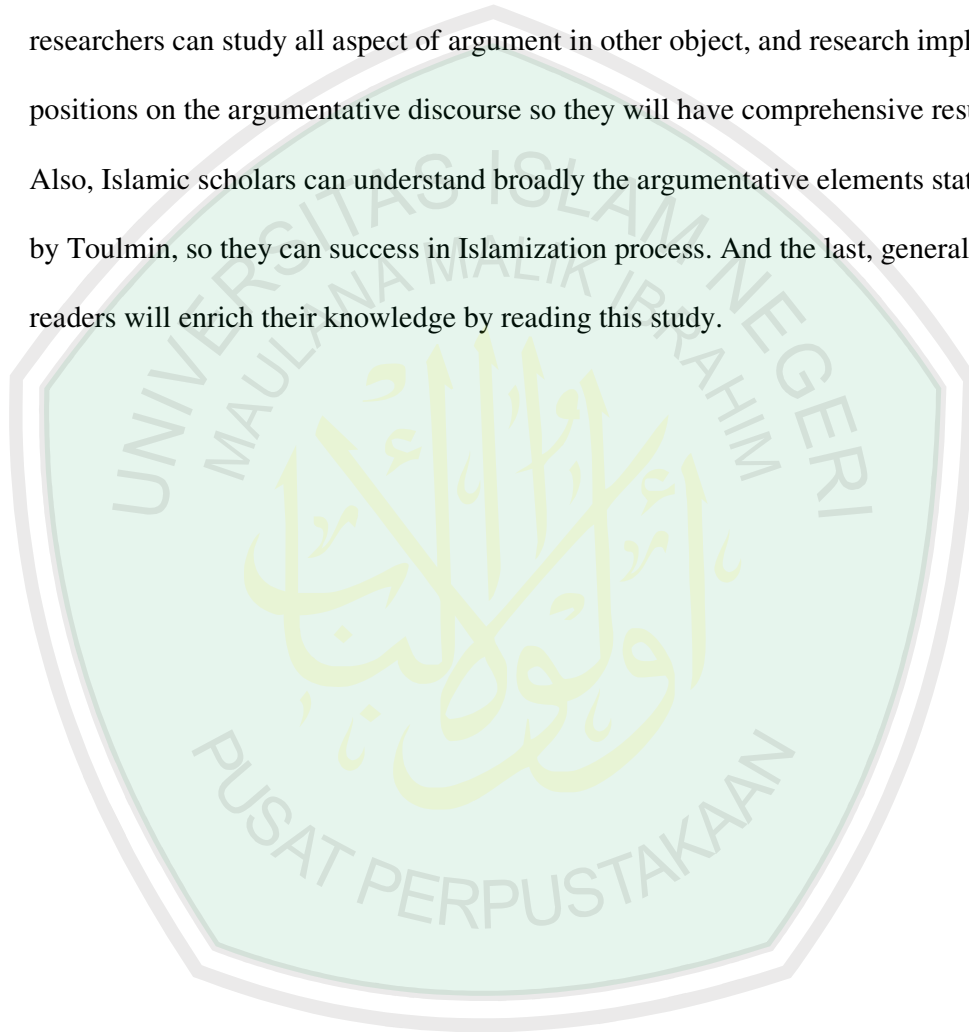 researchers can study all aspect of argument in other object, and research
positions on the argumentative discourse so they will have comprehensive
Also, Islamic scholars can understand broadly the argumentative elements
by Toulmin, so they can success in Islamization process. And the last, general
readers will enrich their knowledge by reading this study.
UNIVERSITAS ISLAM NEGERI
MAULANA MALIK IBRAHIM
PUSAT PERPUSTAKAAN